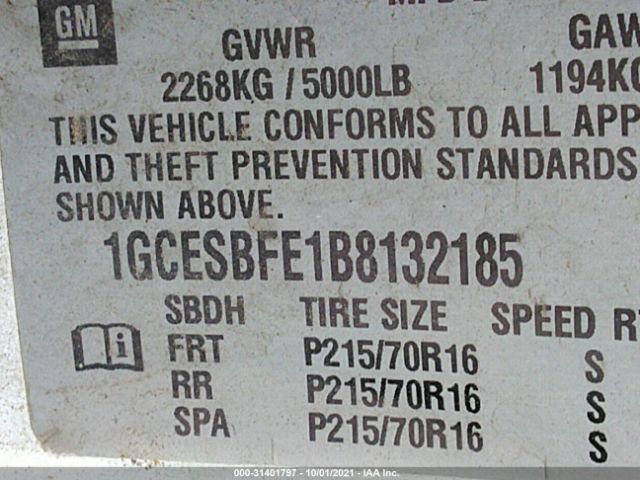 GM
GVWR GAW
2268KG / 5000LB 1194KG
THIS VEHICLE CONFORMS TO ALL APP
AND THEFT PREVENTION STANDARDS
SHOWN ABOVE.
1GCESBFE1B8132185
SBDH TIRE SIZE SPEED RT
FRT P215/70R16 S
RR P215/70R16 S
SPA P215/70R16 S
000-31401797 - 10/01/2021 - IAA Inc.